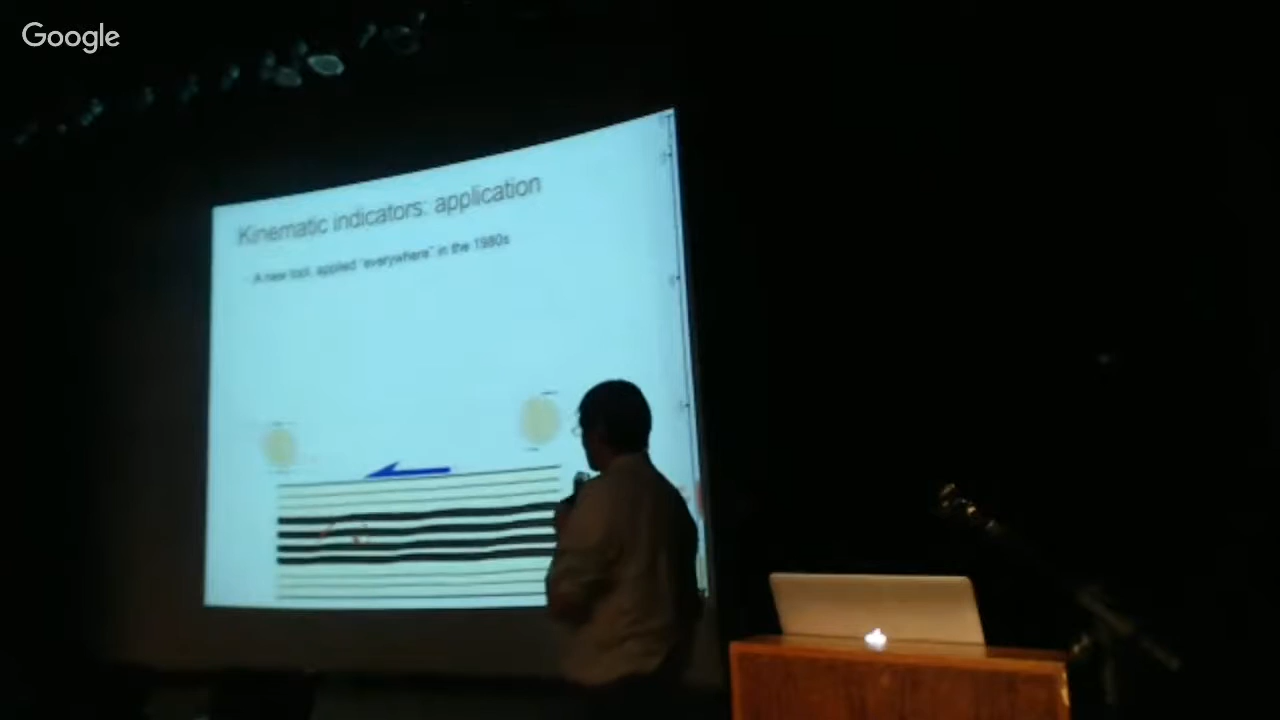 Google
Kinematic indicators: application
- A new tool, applied "everywhere" in the 1980s